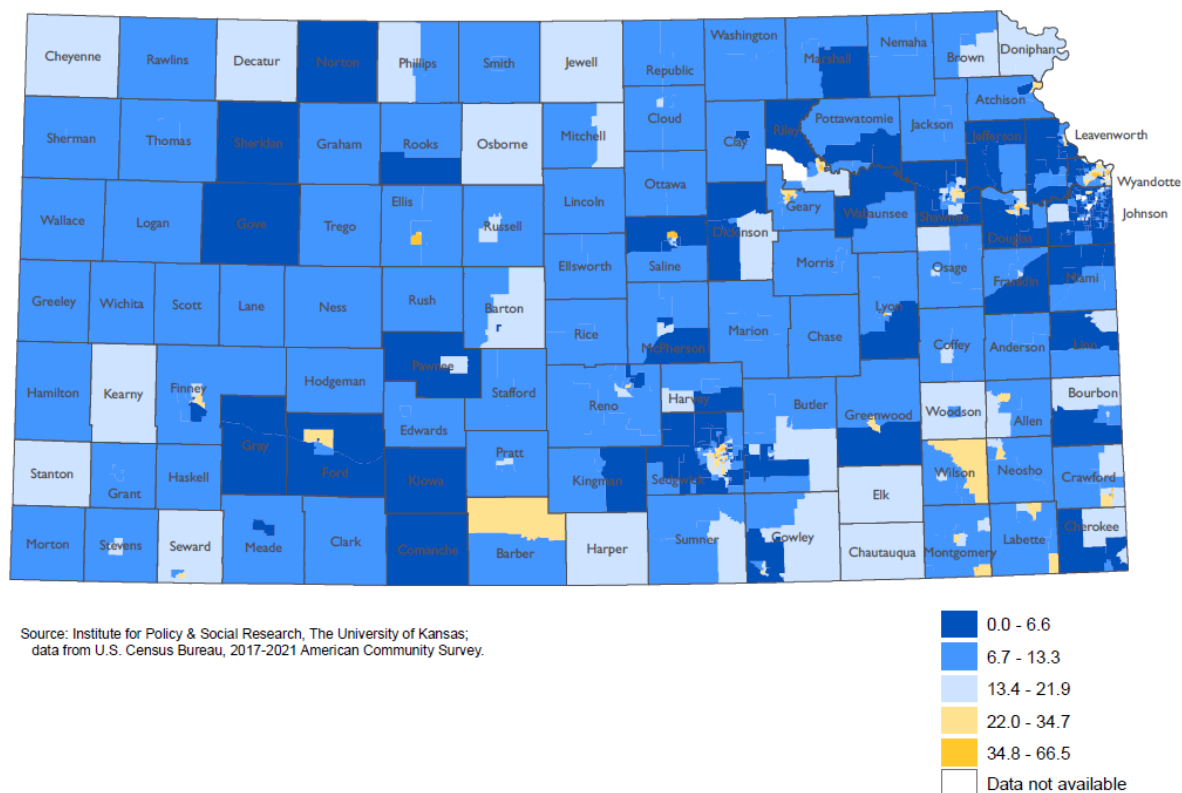 Cheyenne
Rawlins
Decatur
Norton
Phillips
Smith
Jewell
Republic
Washington
Marshall
Nemaha
Brown
Doniphan
Sherman
Thomas
Sheridan
Graham
Rooks
Osborne
Mitchell
Cloud
Clay
Riley
Pottawatomie
Jackson
Atchison
Jefferson
Leavenworth
Wyandotte
Johnson
Wallace
Logan
Gove
Trego
Ellis
Russell
Lincoln
Ottawa
Saline
Dickinson
Geary
Wabaunsee
Shawnee
Douglas
Greeley
Wichita
Scott
Lane
Ness
Rush
Barton
Ellsworth
Rice
McPherson
Marion
Morris
Chase
Lyon
Osage
Franklin
Miami
Hamilton
Kearny
Finney
Hodgeman
Pawnee
Stafford
Reno
Harvey
Butler
Greenwood
Coffey
Anderson
Linn
Woodson
Allen
Bourbon
Stanton
Grant
Haskell
Gray
Ford
Edwards
Kiowa
Pratt
Kingman
Sedgwick
Elk
Wilson
Neosho
Crawford
Morton
Stevens
Seward
Meade
Clark
Comanche
Barber
Harper
Sumner
Cowley
Chautauqua
Montgomery
Labette
Cherokee
Source: Institute for Policy & Social Research, The University of Kansas;
data from U.S. Census Bureau, 2017-2021 American Community Survey.
0.0 - 6.6
6.7 - 13.3
13.4 - 21.9
22.0 - 34.7
34.8 - 66.5
Data not available